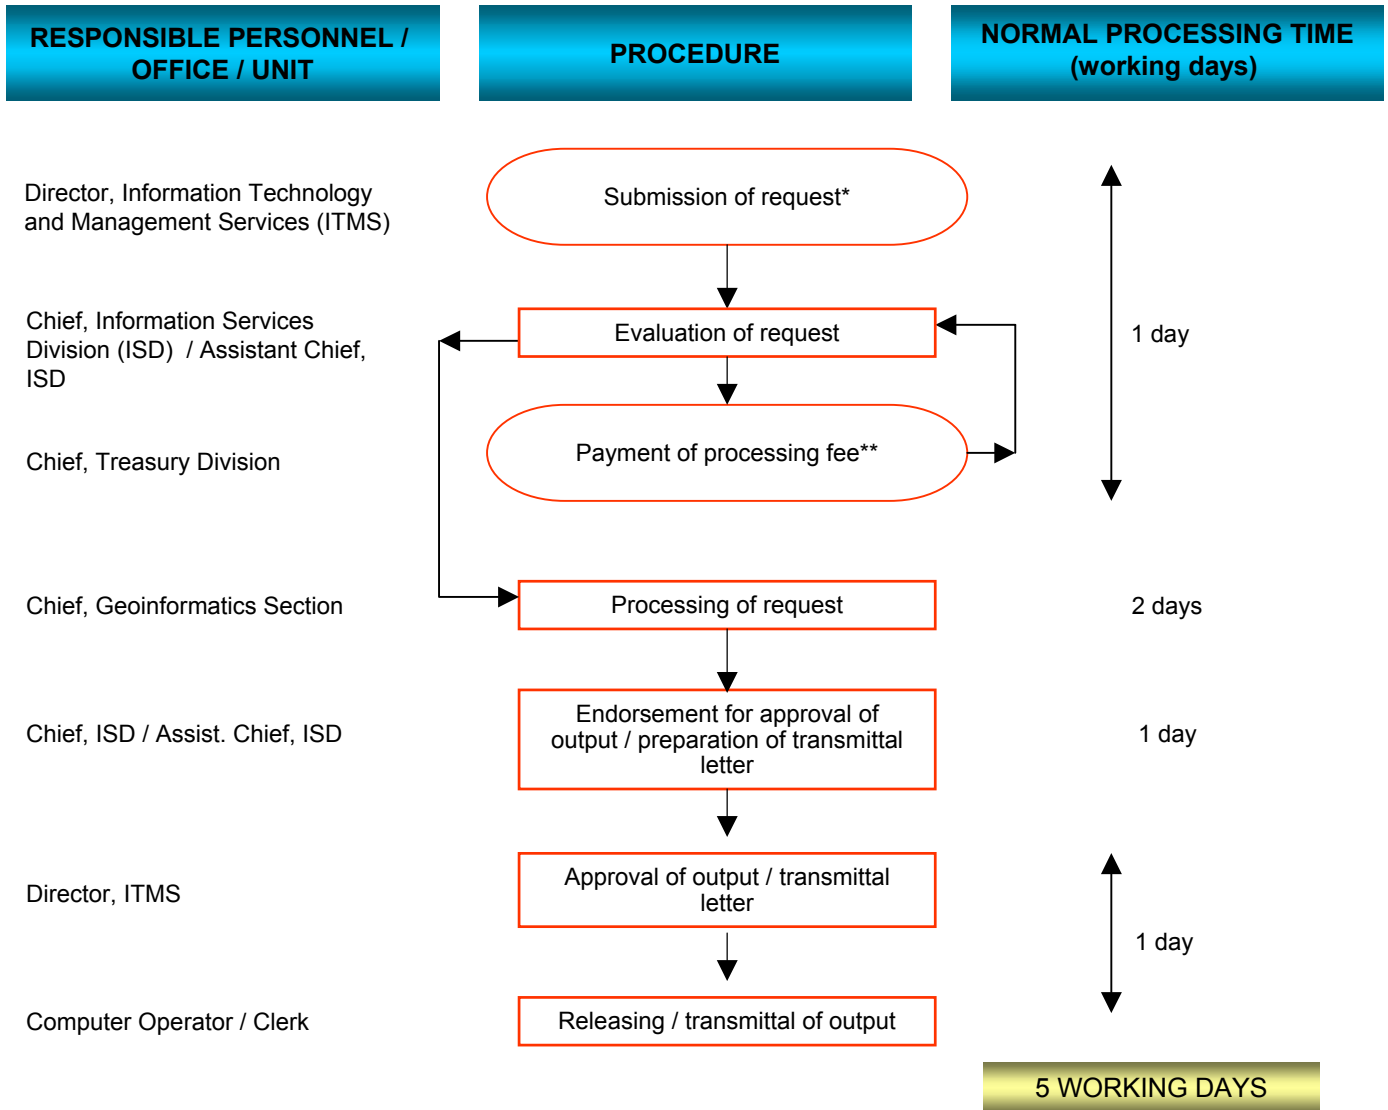 RESPONSIBLE PERSONNEL /
OFFICE / UNIT
PROCEDURE
NORMAL PROCESSING TIME
(working days)
Director, Information Technology
and Management Services (ITMS)
Submission of request*
Chief, Information Services
Division (ISD)  / Assistant Chief,
ISD
Evaluation of request
1 day
Chief, Treasury Division
Payment of processing fee**
Chief, Geoinformatics Section
Processing of request
2 days
Chief, ISD / Assist. Chief, ISD
Endorsement for approval of
output / preparation of transmittal
letter
1 day
Director, ITMS
Approval of output / transmittal
letter
1 day
Computer Operator / Clerk
Releasing / transmittal of output
5 WORKING DAYS